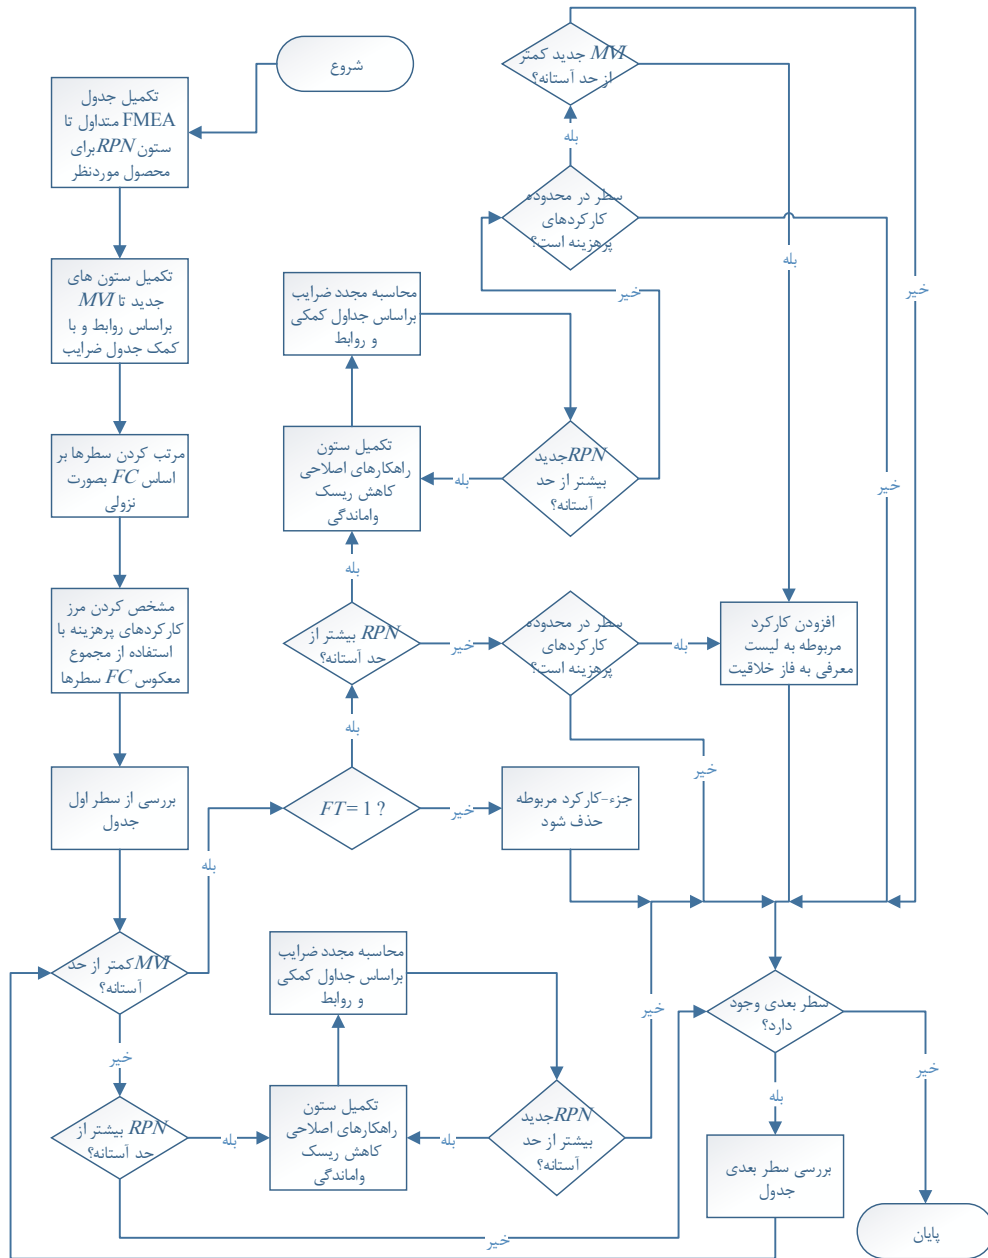 شروع
تکمیل جدول
FMEA متداول تا
ستون RPN برای
محصول موردنظر
تکمیل ستون های
جدید تا MVI
براساس روابط و با
کمک جدول ضرایب
مرتب کردن سطرها بر
اساس FC بصورت
نزولی
مشخص کردن مرز
کارکردهای پرهزینه با
استفاده از مجموع
معکوس FC سطرها
بررسی از سطر اول
جدول
MVI کمتر از حد
آستانه؟
بله
خیر
RPN بیشتر از
حد آستانه؟
بله
خیر
تکمیل ستون
راهکارهای اصلاحی
کاهش ریسک
واماندگی
محاسبه مجدد ضرایب
براساس جداول کمکی
و روابط
RPN جدید
بیشتر از حد
آستانه؟
بله
خیر
FT = 1 ?
بله
خیر
جزء-کارکرد مربوطه
حذف شود
RPN بیشتر از
حد آستانه؟
بله
خیر
تکمیل ستون
راهکارهای اصلاحی
کاهش ریسک
واماندگی
محاسبه مجدد ضرایب
براساس جداول کمکی
و روابط
RPN جدید
بیشتر از حد
آستانه؟
بله
خیر
سطر در محدوده
کارکردهای
پرهزینه است؟
بله
خیر
MVI جدید کمتر
از حد آستانه؟
بله
خیر
سطر در محدوده
کارکردهای
پرهزینه است؟
بله
خیر
افزودن کارکرد
مربوطه به لیست
معرفی به فاز خلاقیت
سطر بعدی وجود
دارد؟
بله
خیر
بررسی سطر بعدی
جدول
پایان